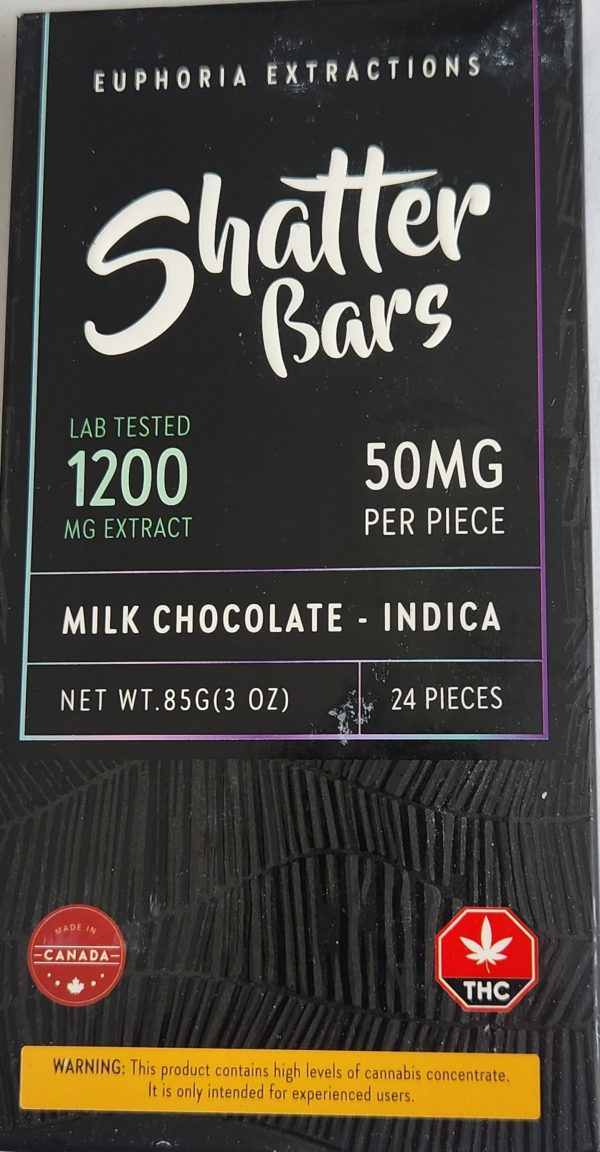 EUPHORIA EXTRACTIONS
Shatter
Bars
LAB TESTED
1200
MG EXTRACT
50MG
PER PIECE
MILK CHOCOLATE - INDICA
NET WT.85G(3 OZ)
24 PIECES
MADE IN
CANADA
THC
WARNING: This product contains high levels of cannabis concentrate.
It is only intended for experienced users.